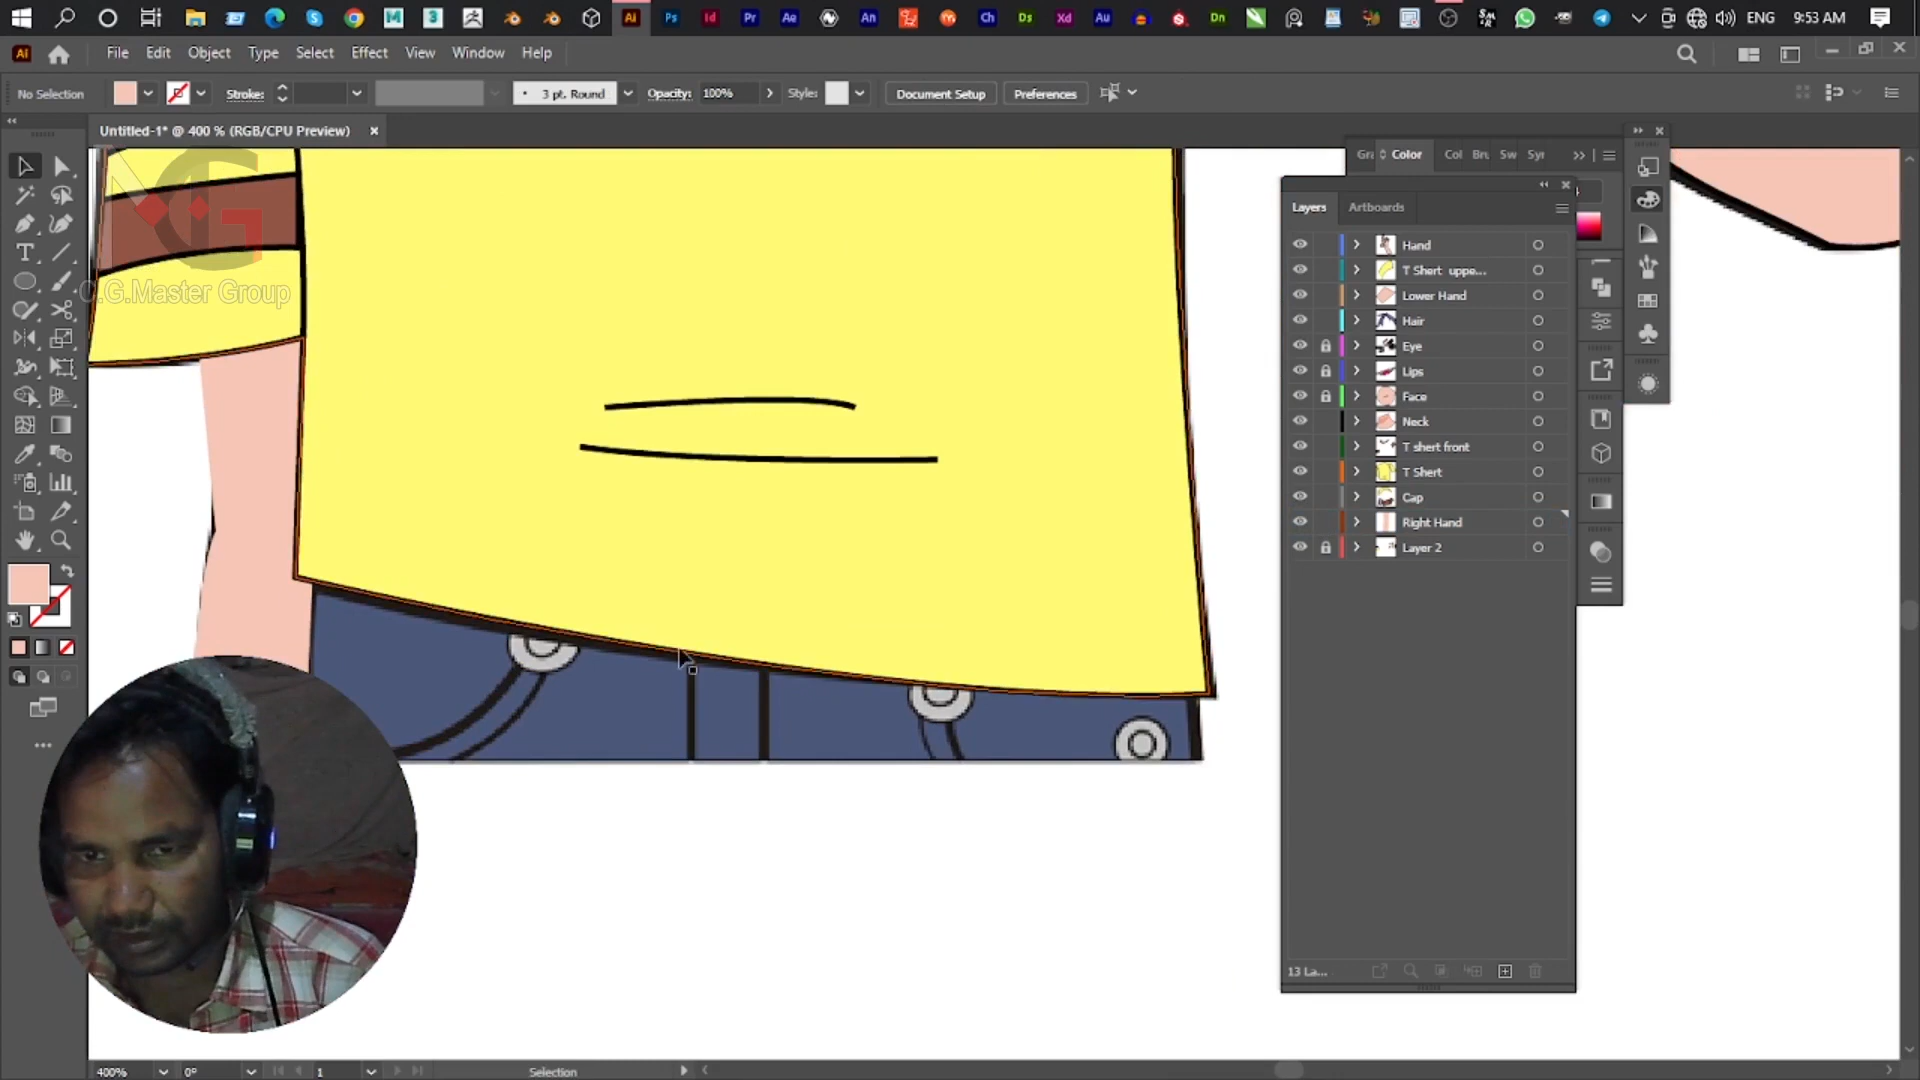 ENG 9:53 AM
File Edit Object Type Select Effect View Window Help
No Selection Stroke: 3 pt. Round Opacity: 100% Style: Document Setup Preferences
Untitled-1* @ 400 % (RGB/CPU Preview)
Color
Layers Artboards
Hand
T Shert uppe...
Lower Hand
Hair
Eye
Lips
Face
Neck
T shert front
T Shert
Cap
Right Hand
Layer 2
C.G.Master Group
13 La...
400% 0° 1 Selection